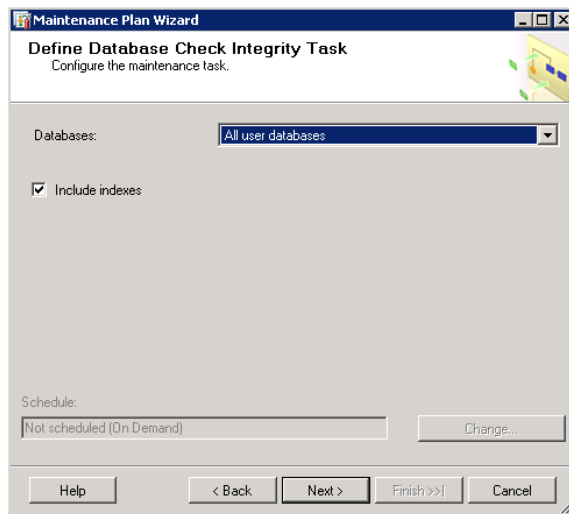 Maintenance Plan Wizard
Define Database Check Integrity Task
Configure the maintenance task.
Databases: All user databases
Include indexes
Schedule:
Not scheduled (On Demand) Change...
Help < Back Next > Finish >>| Cancel